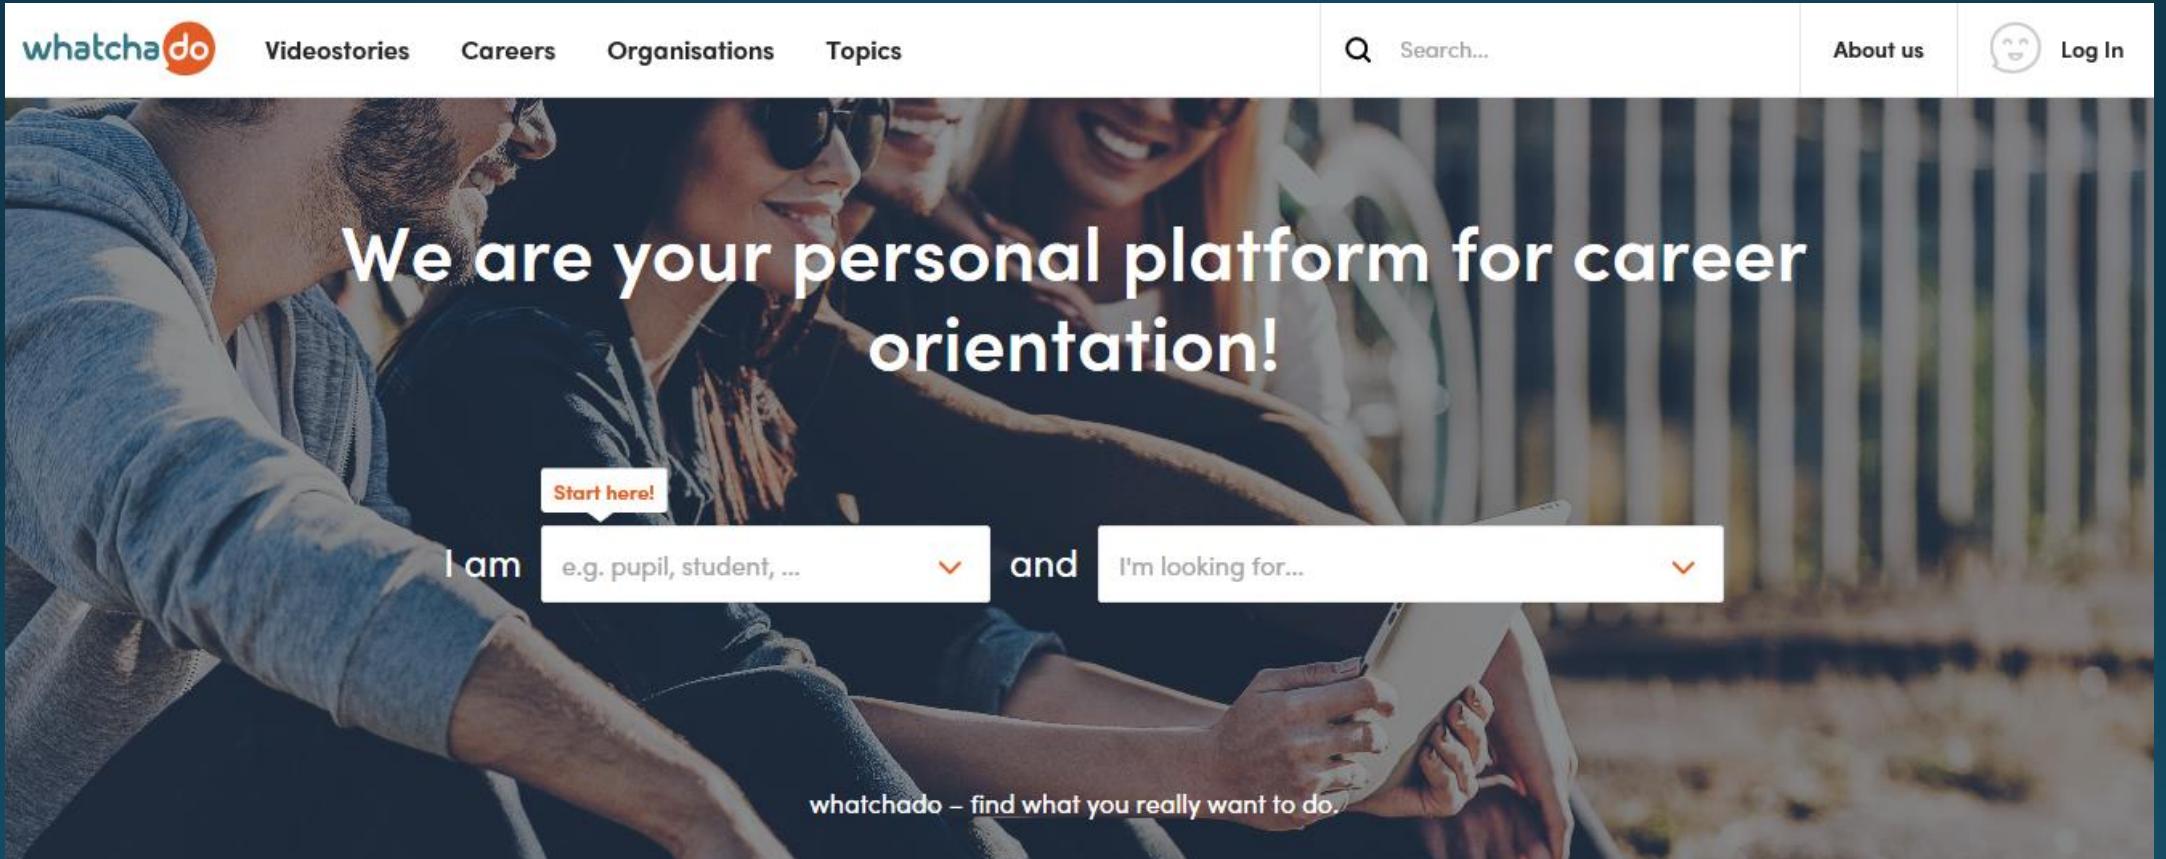 whatchado Videostories Careers Organisations Topics Search... About us Log In
We are your personal platform for career
orientation!
Start here!
I am e.g. pupil, student, ... and I'm looking for...
whatchado – find what you really want to do.